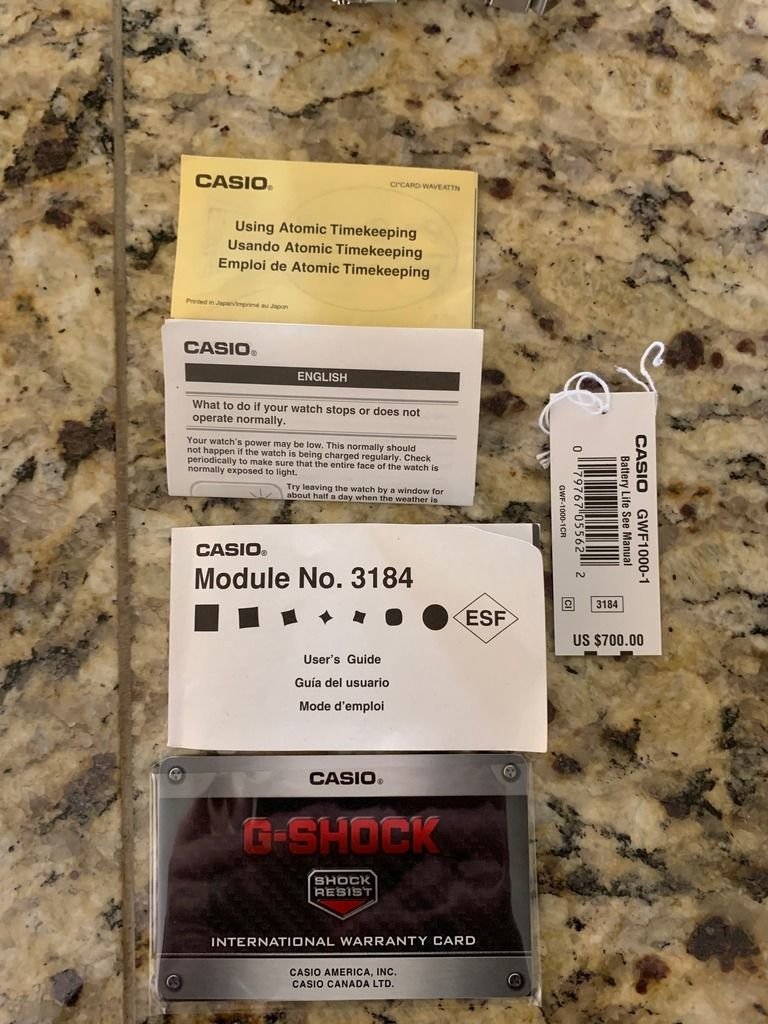 CASIO®
CI*CARD-WAVEATTN
Using Atomic Timekeeping
Usando Atomic Timekeeping
Emploi de Atomic Timekeeping
Printed in Japan/Imprimé au Japon
CASIO®
ENGLISH
What to do if your watch stops or does not
operate normally.
Your watch's power may be low. This normally should
not happen if the watch is being charged regularly. Check
periodically to make sure that the entire face of the watch is
normally exposed to light.
Try leaving the watch by a window for
about half a day when the weather is
CASIO®
Module No. 3184
ESF
User's Guide
Guía del usuario
Mode d'emploi
CASIO®
G-SHOCK
SHOCK
RESIST
INTERNATIONAL WARRANTY CARD
CASIO AMERICA, INC.
CASIO CANADA LTD.
CASIO GWF1000-1
Battery Life See Manual
0 79767 05562 2
GWF-1000-1CR
CI
3184
US $700.00